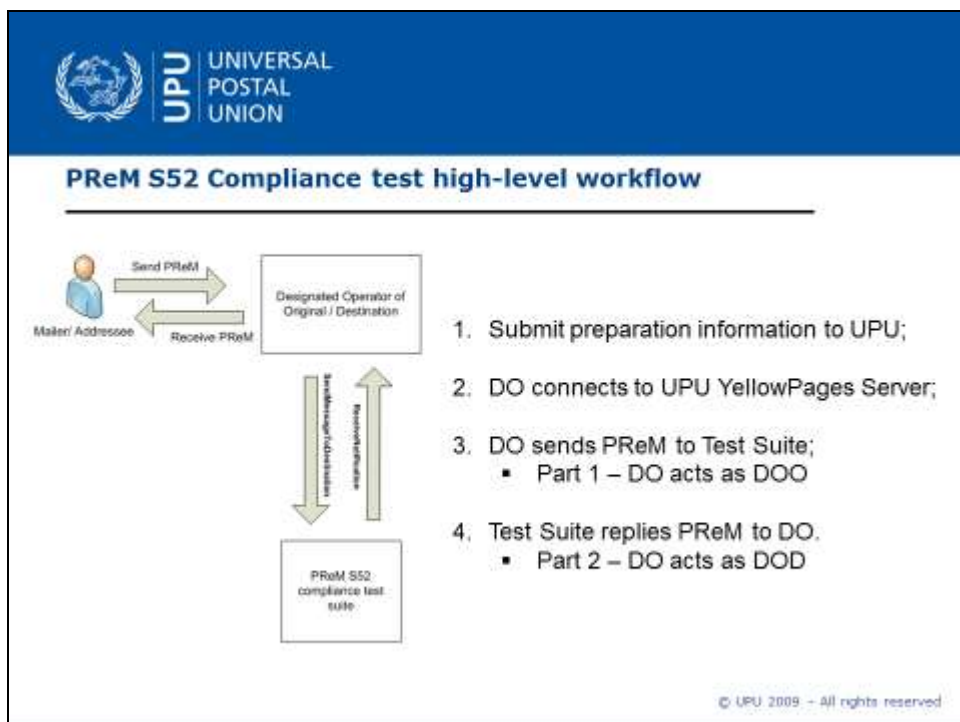 UPU
UNIVERSAL
POSTAL
UNION
PReM S52 Compliance test high-level workflow
Send PReM
Mailer/ Addressee
Receive PReM
Designated Operator of
Original / Destination
SendMessageToDestination
ReceiveNotification
PReM S52
compliance test
suite
1. Submit preparation information to UPU;
2. DO connects to UPU YellowPages Server;
3. DO sends PReM to Test Suite;
▪ Part 1 – DO acts as DOO
4. Test Suite replies PReM to DO.
▪ Part 2 – DO acts as DOD
© UPU 2009 – All rights reserved